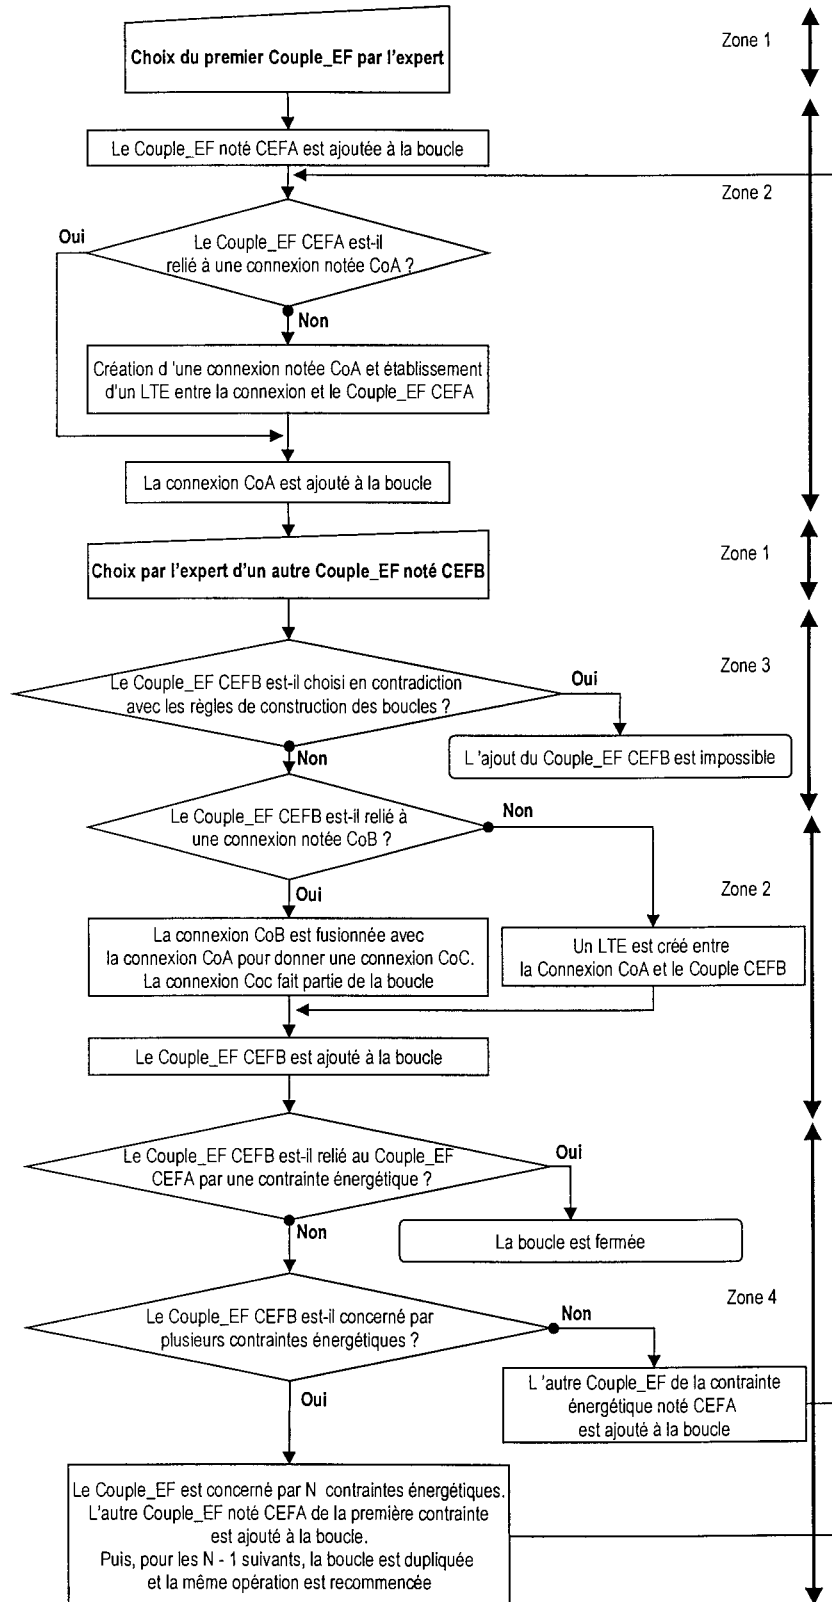 Choix du premier Couple_EF par l'expert
Zone 1
Le Couple_EF noté CEFA est ajoutée à la boucle
Zone 2
Oui
Le Couple_EF CEFA est-il
relié à une connexion notée CoA ?
Non
Création d 'une connexion notée CoA et établissement
d'un LTE entre la connexion et le Couple_EF CEFA
La connexion CoA est ajouté à la boucle
Zone 1
Choix par l'expert d'un autre Couple_EF noté CEFB
Zone 3
Le Couple_EF CEFB est-il choisi en contradiction
avec les règles de construction des boucles ?
Oui
L 'ajout du Couple_EF CEFB est impossible
Non
Le Couple_EF CEFB est-il relié à
une connexion notée CoB ?
Non
Oui
Zone 2
La connexion CoB est fusionnée avec
la connexion CoA pour donner une connexion CoC.
La connexion Coc fait partie de la boucle
Un LTE est créé entre
la Connexion CoA et le Couple CEFB
Le Couple_EF CEFB est ajouté à la boucle
Le Couple_EF CEFB est-il relié au Couple_EF
CEFA par une contrainte énergétique ?
Oui
La boucle est fermée
Non
Zone 4
Le Couple_EF CEFB est-il concerné par
plusieurs contraintes énergétiques ?
Non
L 'autre Couple_EF de la contrainte
énergétique noté CEFA
est ajouté à la boucle
Oui
Le Couple_EF est concerné par N contraintes énergétiques.
L'autre Couple_EF noté CEFA de la première contrainte
est ajouté à la boucle.
Puis, pour les N - 1 suivants, la boucle est dupliquée
et la même opération est recommencée